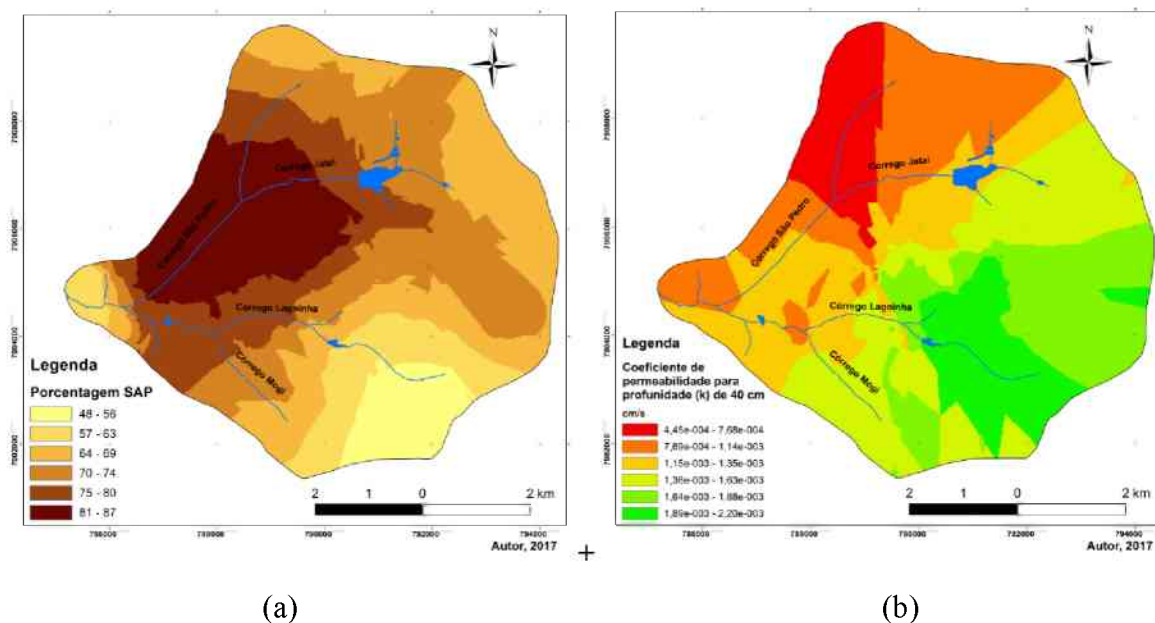 N
Córrego Jataí
Córrego São Pedro
Córrego Lagoinha
Córrego Mogi
Legenda
Porcentagem SAP
48 - 56
57 - 63
64 - 69
70 - 74
75 - 80
81 - 87
2 1 0 2 km
Autor, 2017
(a)
+
N
Córrego Jataí
Córrego São Pedro
Córrego Lagoinha
Córrego Mogi
Legenda
Coeficiente de
permeabilidade para
profunidade (k) de 40 cm
cm/s
4,45e-004 - 7,68e-004
7,69e-004 - 1,14e-003
1,15e-003 - 1,35e-003
1,36e-003 - 1,63e-003
1,64e-003 - 1,88e-003
1,89e-003 - 2,20e-003
2 1 0 2 km
Autor, 2017
(b)